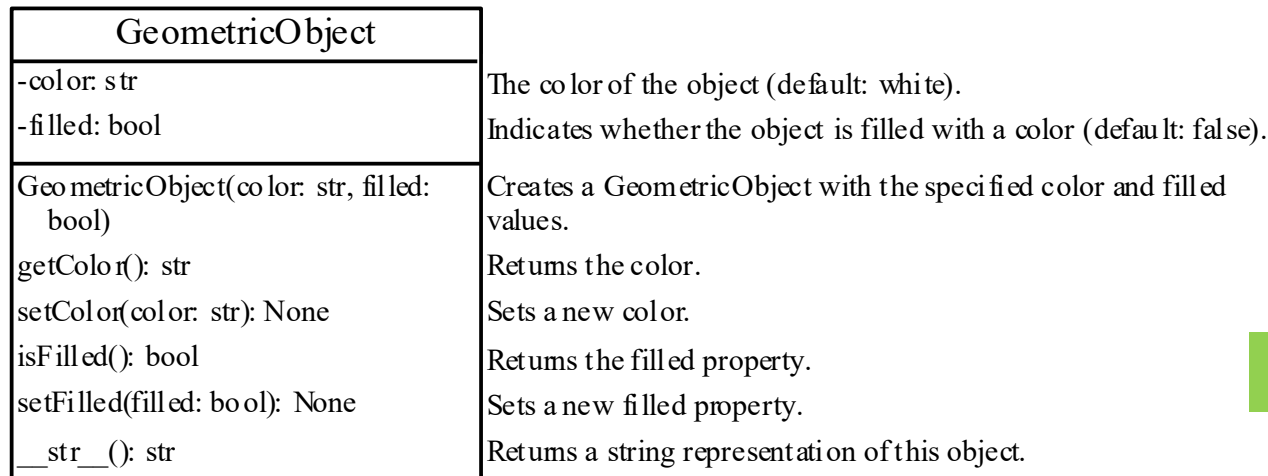 GeometricObject
-color: str
The color of the object (default: white).
-filled: bool
Indicates whether the object is filled with a color (default: false).
GeometricObject(color: str, filled:
bool)
Creates a GeometricObject with the specified color and filled
values.
getColor(): str
Returns the color.
setColor(color: str): None
Sets a new color.
isFilled(): bool
Returns the filled property.
setFilled(filled: bool): None
Sets a new filled property.
__str__(): str
Returns a string representation of this object.